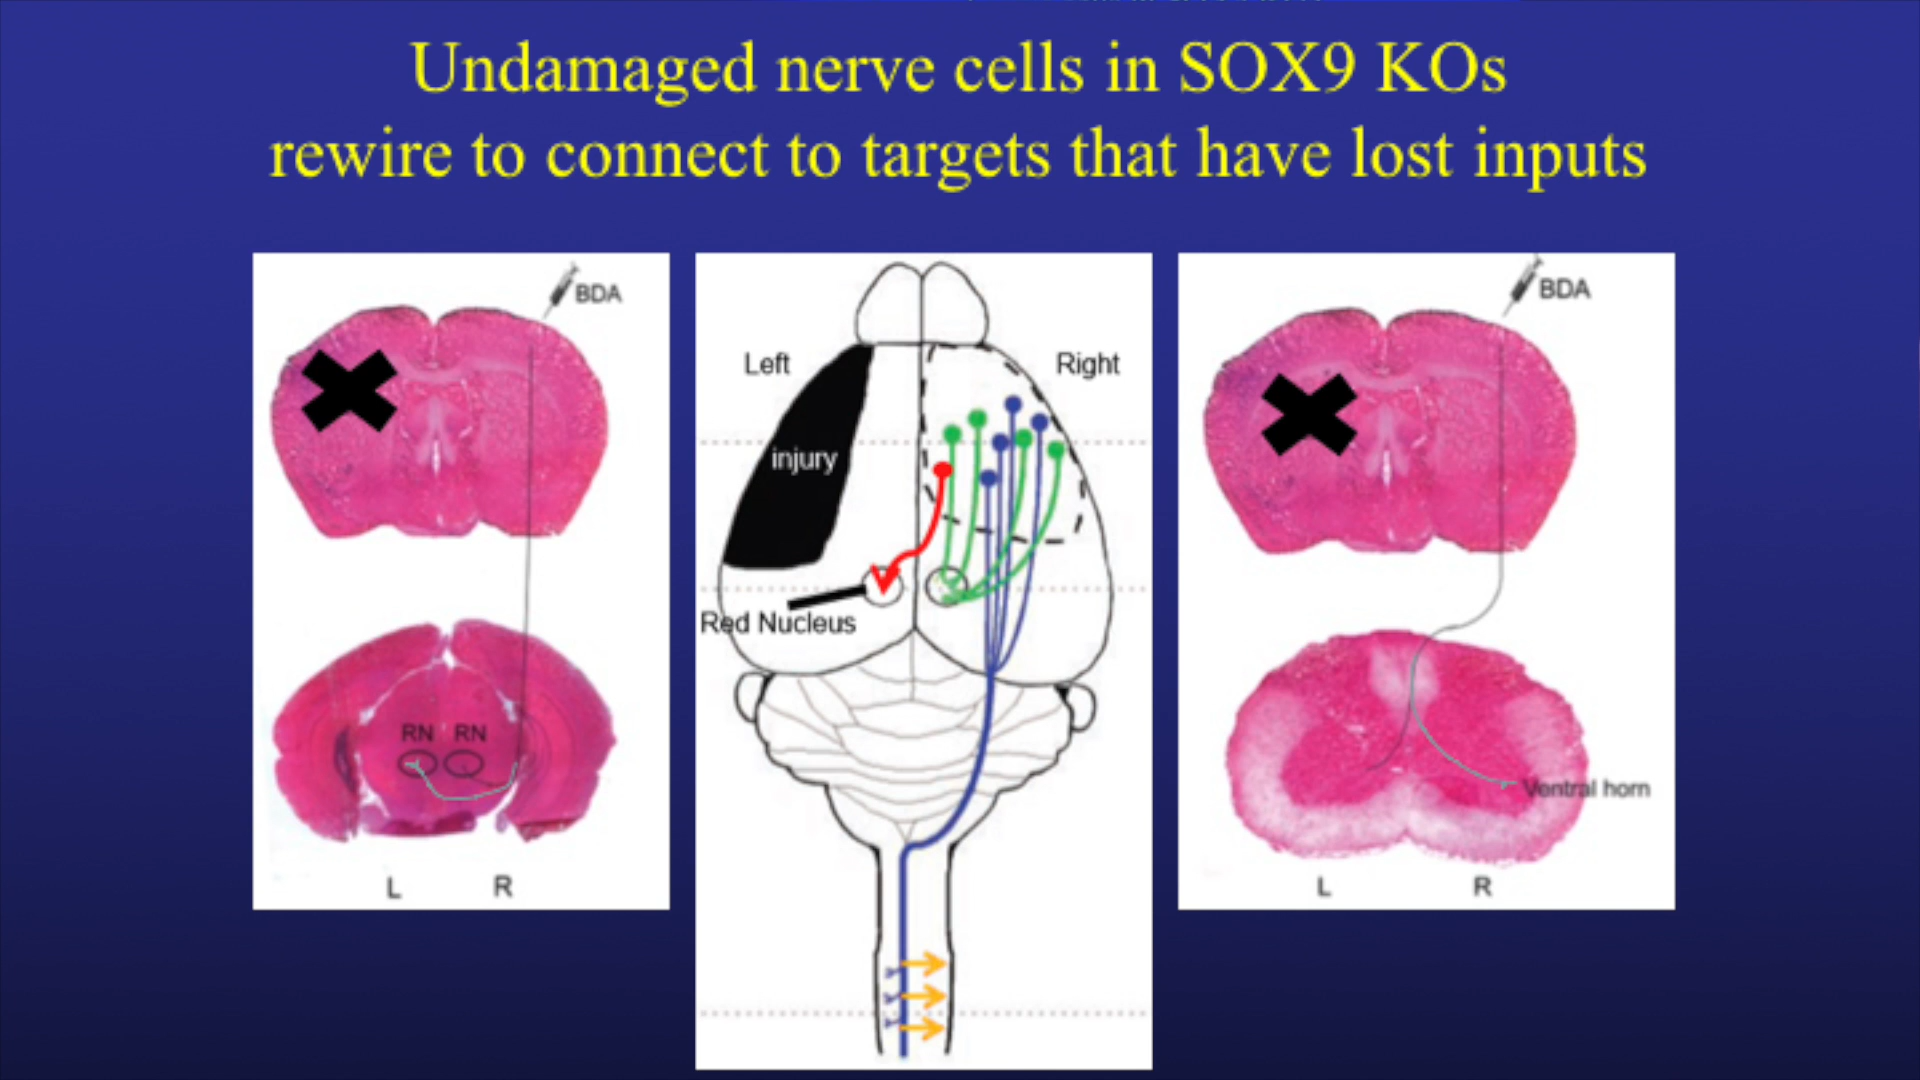 Undamaged nerve cells in SOX9 KOs
rewire to connect to targets that have lost inputs
BDA
RN RN
L R
Left Right
injury
Red Nucleus
BDA
Ventral horn
L R